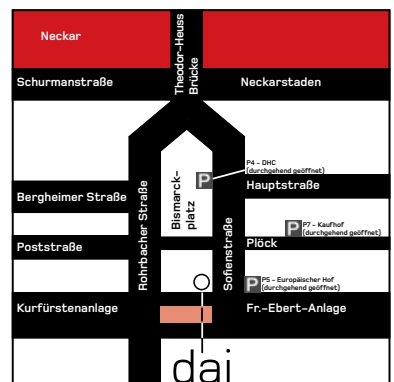 Neckar
Theodor-Heuss
Brücke
Schurmanstraße
Neckarstaden
P
P4 - DHC
(durchgehend geöffnet)
Hauptstraße
Bergheimer Straße
Rohrbacher Straße
Bismarck-
platz
Sofienstraße
P
P7 - Kaufhof
(durchgehend geöffnet)
Poststraße
Plöck
P
P5 - Europäischer Hof
(durchgehend geöffnet)
Kurfürstenanlage
Fr.-Ebert-Anlage
dai